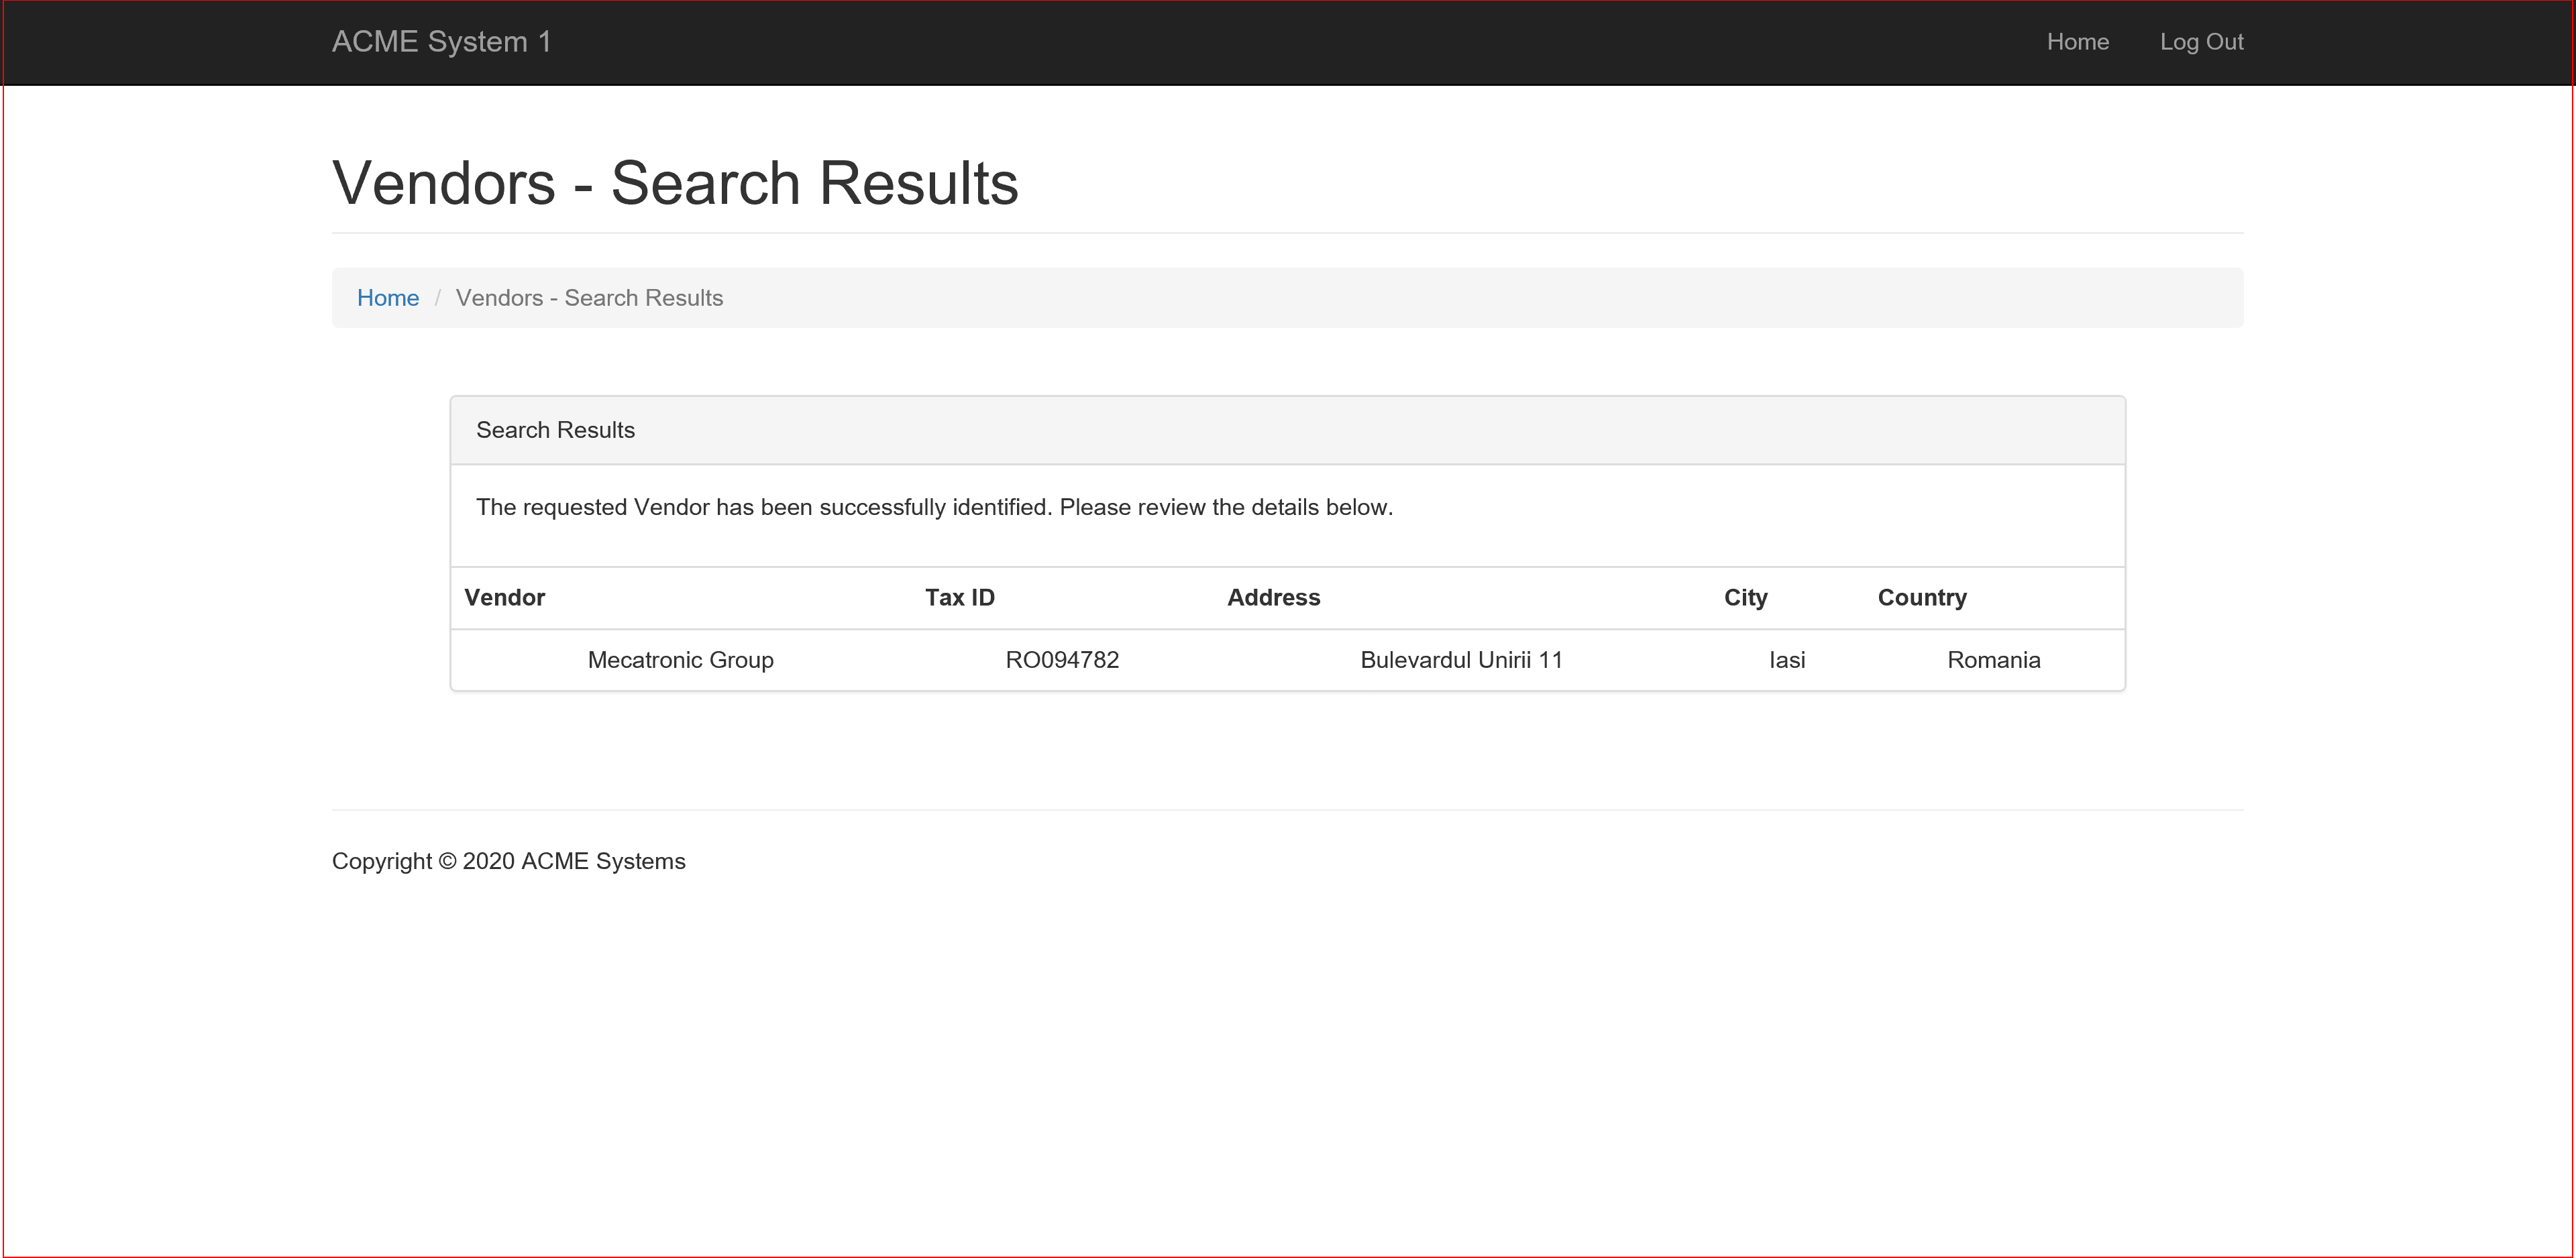 ACME System 1 Home Log Out
Vendors - Search Results
Home / Vendors - Search Results
Search Results
The requested Vendor has been successfully identified. Please review the details below.
Vendor Tax ID Address City Country
Mecatronic Group RO094782 Bulevardul Unirii 11 Iasi Romania
Copyright © 2020 ACME Systems